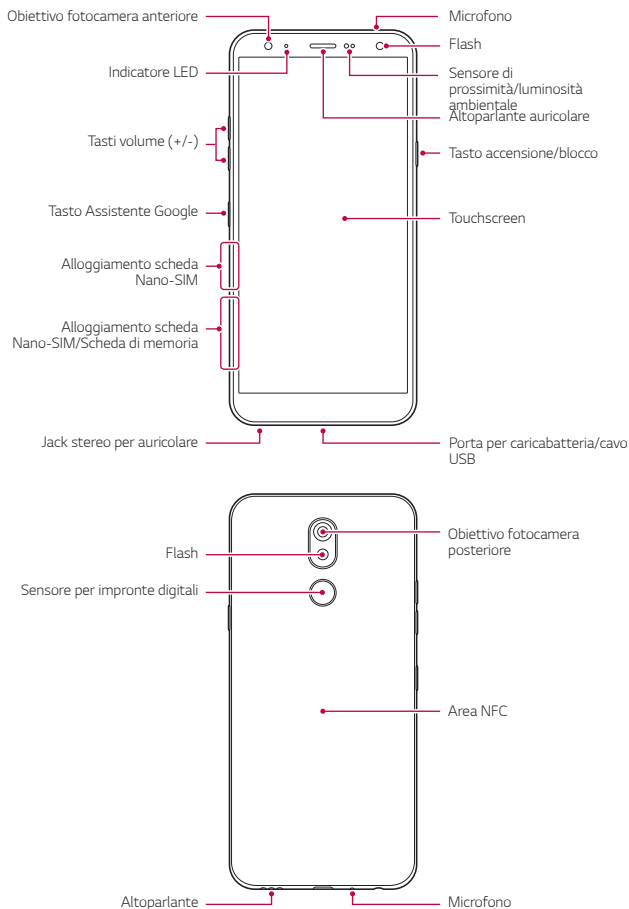 Obiettivo fotocamera anteriore
Microfono
Flash
Indicatore LED
Sensore di
prossimità/luminosità
ambientale
Altoparlante auricolare
Tasti volume (+/-)
Tasto accensione/blocco
Tasto Assistente Google
Touchscreen
Alloggiamento scheda
Nano-SIM
Alloggiamento scheda
Nano-SIM/Scheda di memoria
Jack stereo per auricolare
Porta per caricabatteria/cavo
USB
Obiettivo fotocamera
posteriore
Flash
Sensore per impronte digitali
Area NFC
Altoparlante
Microfono